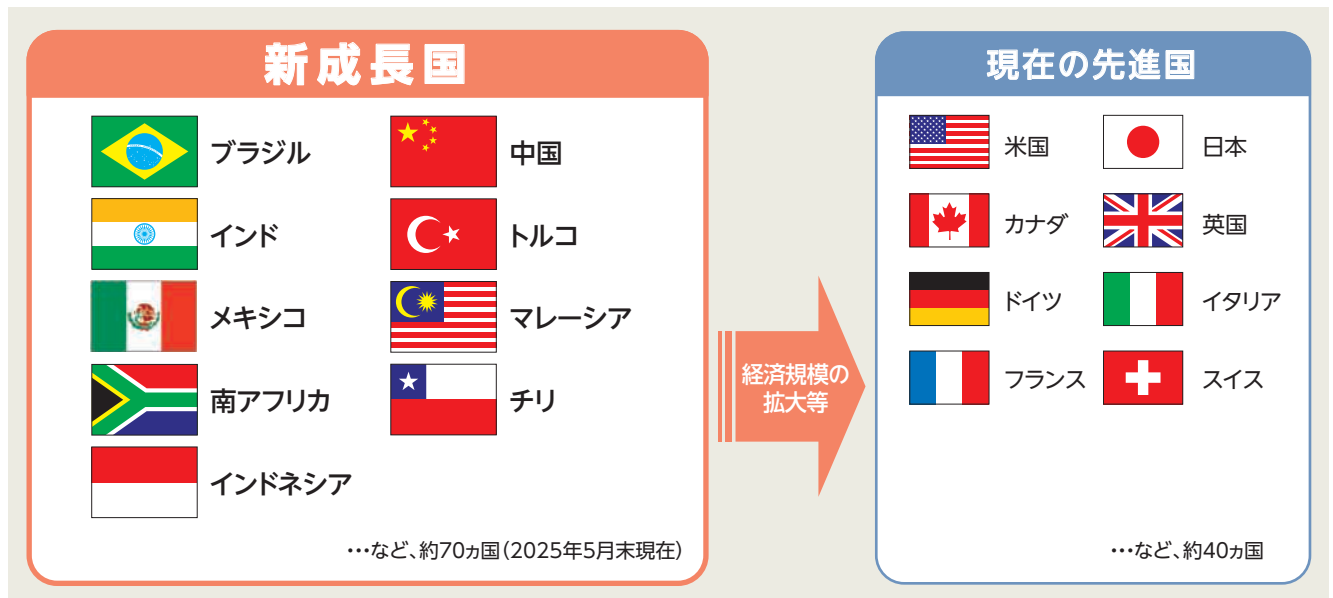 新成長国
ブラジル
中国
インド
トルコ
メキシコ
マレーシア
南アフリカ
チリ
インドネシア
…など、約70ヵ国(2025年5月末現在)
経済規模の
拡大等
現在の先進国
米国
日本
カナダ
英国
ドイツ
イタリア
フランス
スイス
…など、約40ヵ国